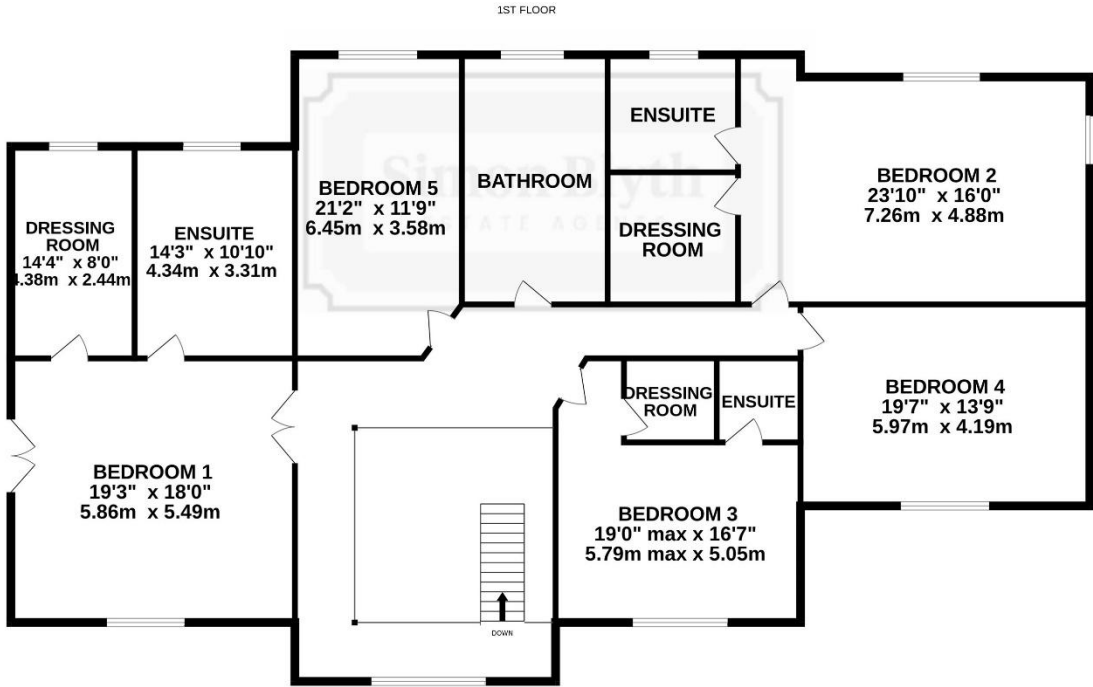 1ST FLOOR
Simon Blyth
ESTATE AGENTS
ENSUITE
BEDROOM 2
23'10" x 16'0"
7.26m x 4.88m
BEDROOM 5
21'2" x 11'9"
6.45m x 3.58m
BATHROOM
DRESSING
ROOM
DRESSING
ROOM
14'4" x 8'0"
4.38m x 2.44m
ENSUITE
14'3" x 10'10"
4.34m x 3.31m
BEDROOM 4
19'7" x 13'9"
5.97m x 4.19m
DRESSING
ROOM
ENSUITE
BEDROOM 1
19'3" x 18'0"
5.86m x 5.49m
BEDROOM 3
19'0" max x 16'7"
5.79m max x 5.05m
DOWN